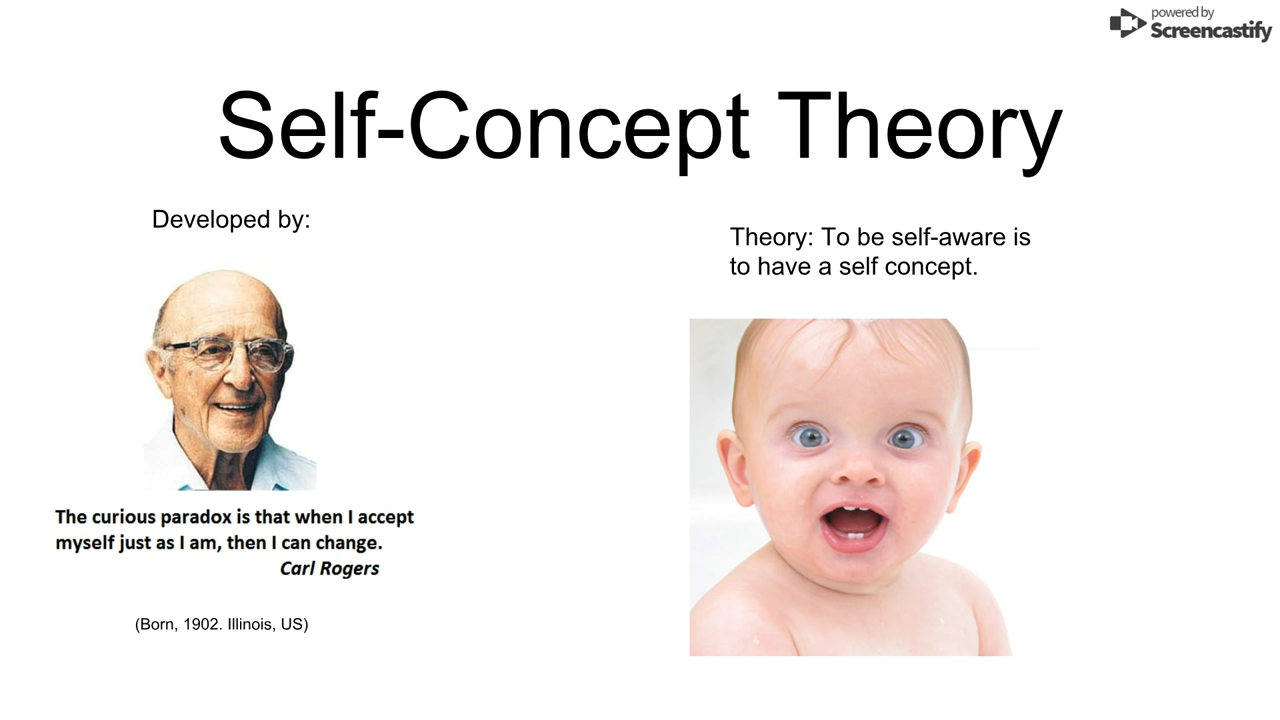 powered by
Screencastify
Self-Concept Theory
Developed by:
Theory: To be self-aware is
to have a self concept.
The curious paradox is that when I accept
myself just as I am, then I can change.
Carl Rogers
(Born, 1902. Illinois, US)